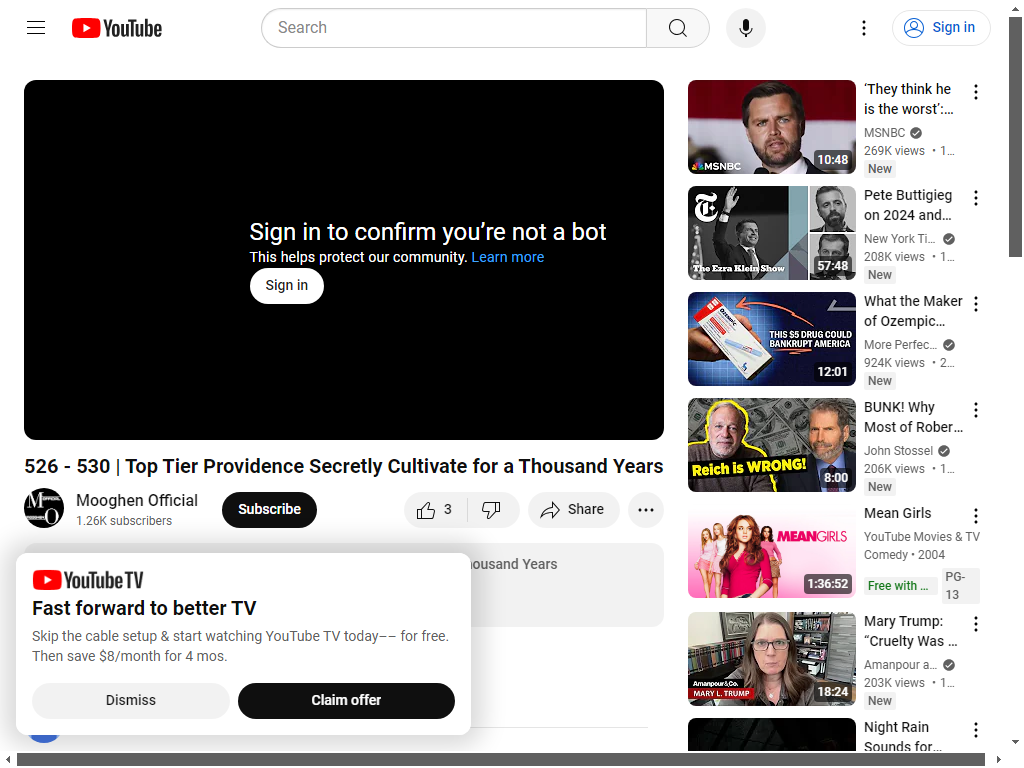 YouTube
Search
Sign in
Sign in to confirm you’re not a bot
This helps protect our community. Learn more
Sign in
526 - 530 | Top Tier Providence Secretly Cultivate for a Thousand Years
Mooghen Official
1.26K subscribers
Subscribe
3
Share
housand Years
YouTube TV
Fast forward to better TV
Skip the cable setup & start watching YouTube TV today–– for free.
Then save $8/month for 4 mos.
Dismiss
Claim offer
MSNBC
10:48
‘They think he
is the worst’:...
MSNBC
269K views • 1...
New
The Ezra Klein Show
57:48
Pete Buttigieg
on 2024 and...
New York Ti...
208K views • 1...
New
OZEMPIC
THIS $5 DRUG COULD
BANKRUPT AMERICA
12:01
What the Maker
of Ozempic...
More Perfec...
924K views • 2...
New
Reich is WRONG!
8:00
BUNK! Why
Most of Rober...
John Stossel
206K views • 1...
New
MEAN GIRLS
1:36:52
Mean Girls
YouTube Movies & TV
Comedy • 2004
Free with ...
PG-
13
Amanpour&Co.
MARY L. TRUMP
18:24
Mary Trump:
“Cruelty Was ...
Amanpour a...
203K views • 1...
New
Night Rain
Sounds for...